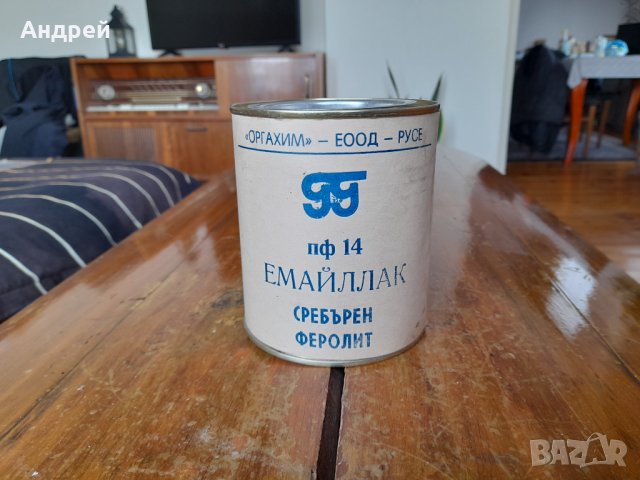 Андрей
«ОРГАХИМ» – ЕООД – РУСЕ
пф 14
ЕМАЙЛЛАК
СРЕБЪРЕН
ФЕРОЛИТ
BAZAR